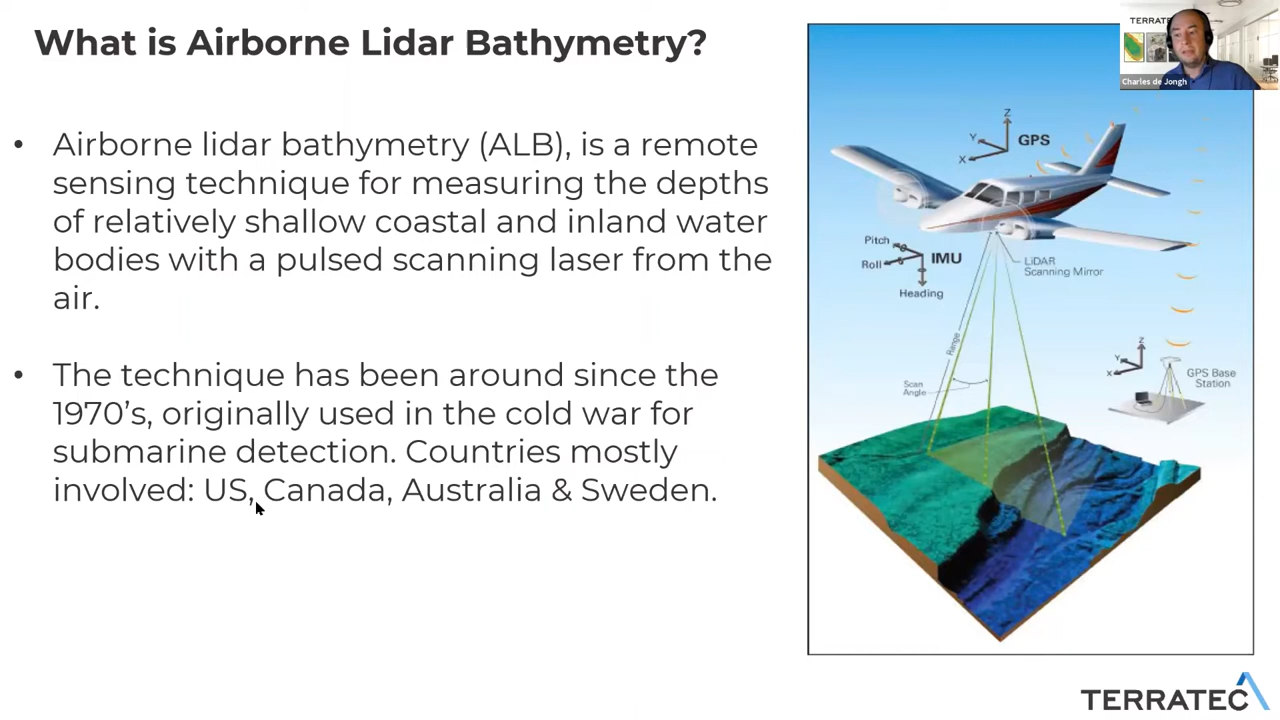 What is Airborne Lidar Bathymetry?
• Airborne lidar bathymetry (ALB), is a remote
sensing technique for measuring the depths
of relatively shallow coastal and inland water
bodies with a pulsed scanning laser from the
air.
• The technique has been around since the
1970's, originally used in the cold war for
submarine detection. Countries mostly
involved: US, Canada, Australia & Sweden.
TERRATEC
Charles de Jongh
Z
Y
X
GPS
Pitch
Roll
IMU
Heading
LiDAR
Scanning Mirror
Range
Scan
Angle
Z
Y
X
GPS Base
Station
TERRATEC